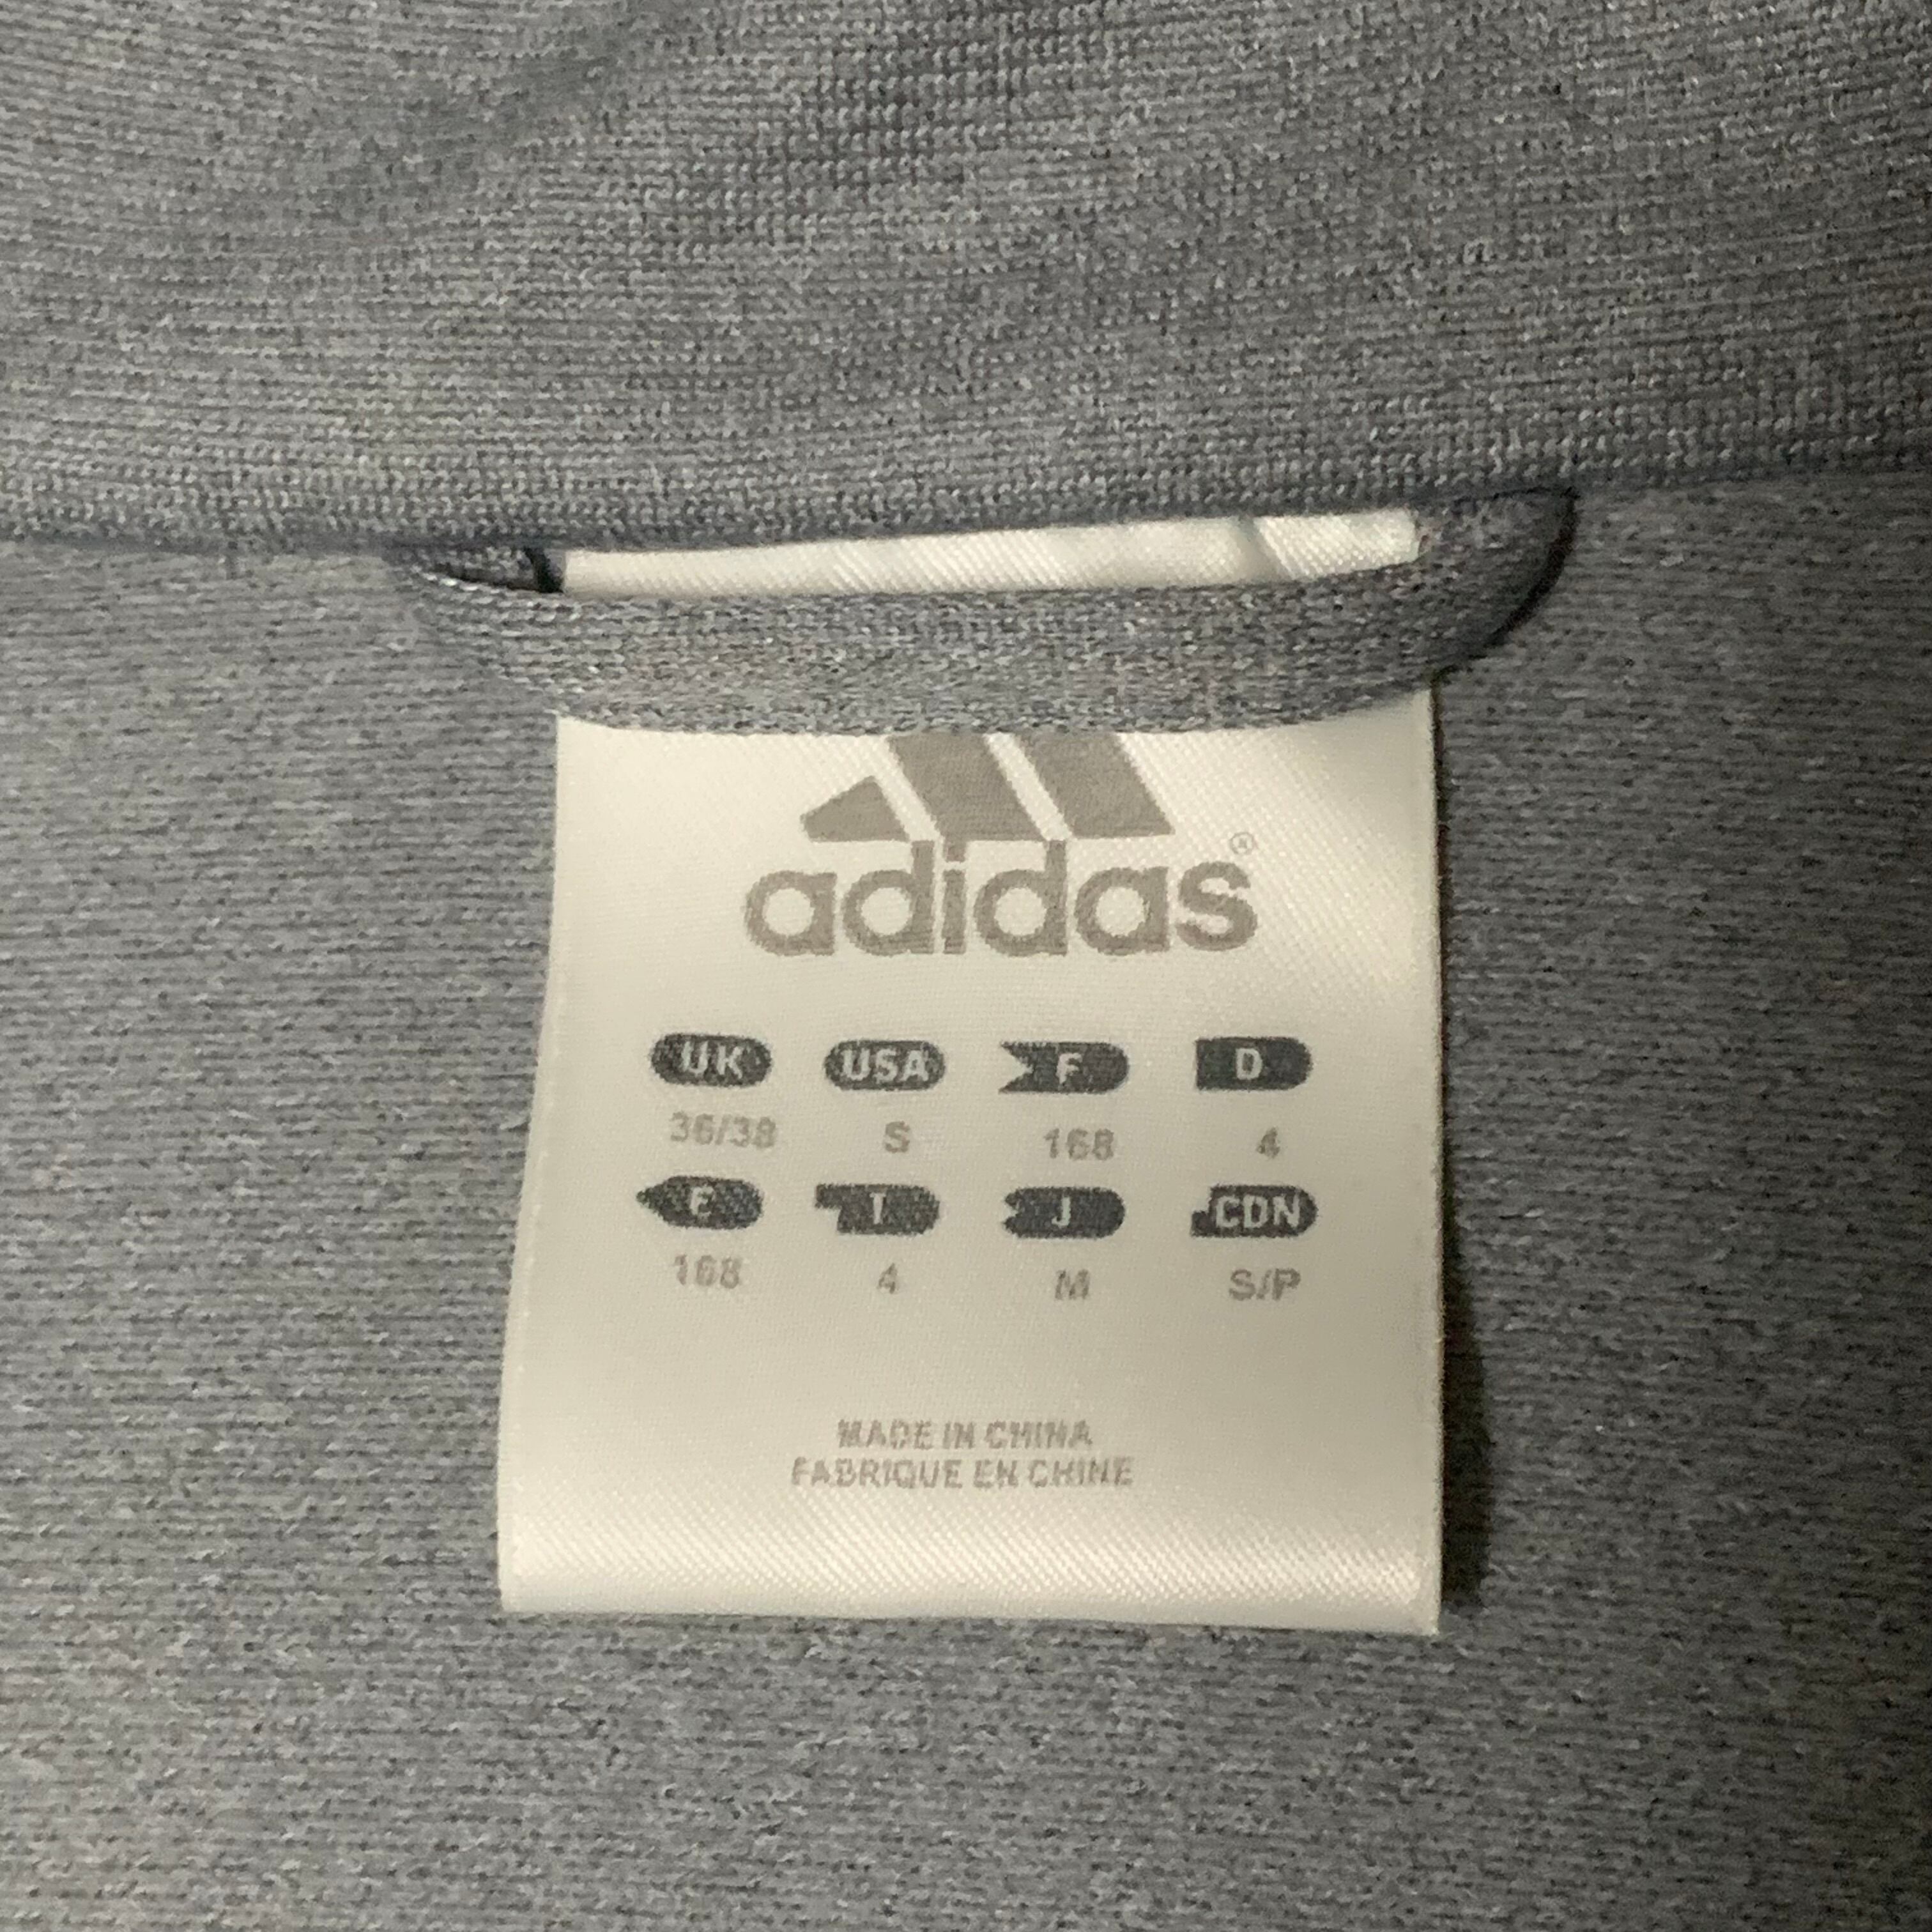 adidas®
UK USA F D
36/38 S 168 4
E I J CDN
168 4 M S/P
MADE IN CHINA
FABRIQUE EN CHINE